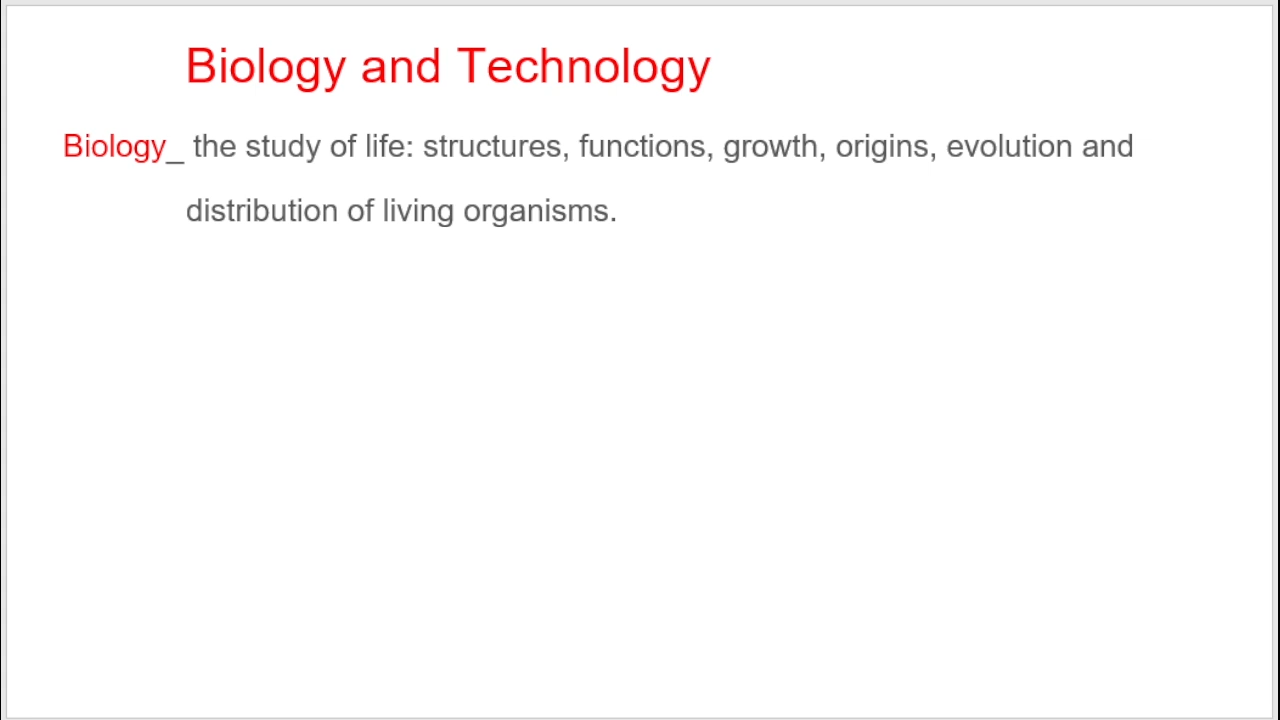 Biology and Technology
Biology_ the study of life: structures, functions, growth, origins, evolution and
distribution of living organisms.